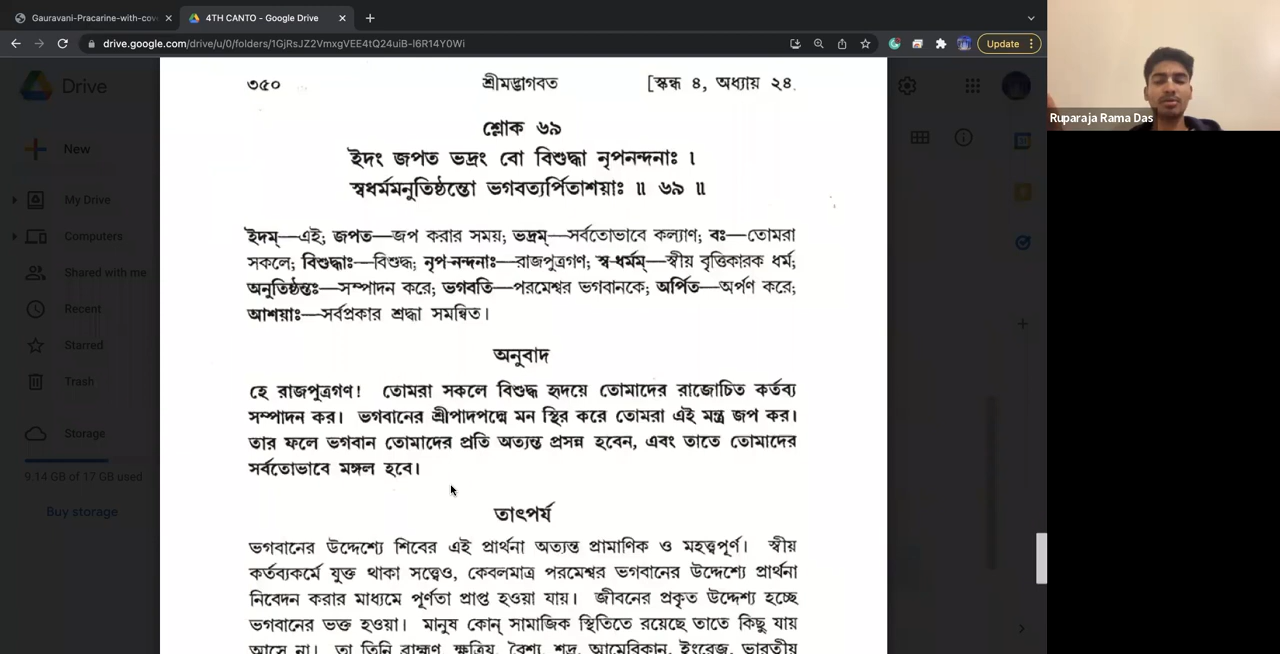 Gauravani-Pracarine-with-cov
4TH CANTO - Google Drive
drive.google.com/drive/u/0/folders/1GjRsJZ2VmxgVEE4tQ24uiB-I6R14Y0Wi
Update
Drive
New
My Drive
Computers
Shared with me
Recent
Starred
Trash
Storage
9.14 GB of 17 GB used
Buy storage
৩৫০ শ্রীমদ্ভাগবত [স্কন্ধ ৪, অধ্যায় ২৪
শ্লোক ৬৯
ইদং জপত ভদ্রং বো বিশুদ্ধা নৃপনন্দনাঃ ।
স্বধর্মমনুতিষ্ঠন্তো ভগবত্যর্পিতাশয়াঃ ॥ ৬৯ ॥
ইদম্—এই; জপত—জপ করার সময়; ভদ্রম্—সর্বতোভাবে কল্যাণ; বঃ—তোমরা
সকলে; বিশুদ্ধাঃ—বিশুদ্ধ; নৃপ-নন্দনাঃ—রাজপুত্রগণ; স্ব-ধর্মম্—স্বীয় বৃত্তিকারক ধর্ম;
অনুতিষ্ঠন্তঃ—সম্পাদন করে; ভগবতি—পরমেশ্বর ভগবানকে; অর্পিত—অর্পণ করে;
আশয়াঃ—সর্বপ্রকার শ্রদ্ধা সমন্বিত।
অনুবাদ
হে রাজপুত্রগণ! তোমরা সকলে বিশুদ্ধ হৃদয়ে তোমাদের রাজোচিত কর্তব্য
সম্পাদন কর। ভগবানের শ্রীপাদপদ্মে মন স্থির করে তোমরা এই মন্ত্র জপ কর।
তার ফলে ভগবান তোমাদের প্রতি অত্যন্ত প্রসন্ন হবেন, এবং তাতে তোমাদের
সর্বতোভাবে মঙ্গল হবে।
তাৎপর্য
ভগবানের উদ্দেশ্যে শিবের এই প্রার্থনা অত্যন্ত প্রামাণিক ও মহত্ত্বপূর্ণ। স্বীয়
কর্তব্যকর্মে যুক্ত থাকা সত্ত্বেও, কেবলমাত্র পরমেশ্বর ভগবানের উদ্দেশ্যে প্রার্থনা
নিবেদন করার মাধ্যমে পূর্ণতা প্রাপ্ত হওয়া যায়। জীবনের প্রকৃত উদ্দেশ্য হচ্ছে
ভগবানের ভক্ত হওয়া। মানুষ কোন্ সামাজিক স্থিতিতে রয়েছে তাতে কিছু যায়
আসে না। তা তিনি ব্রাহ্মণ, ক্ষত্রিয়, বৈশ্য, শূদ্র, আমেরিকান, ইংরেজ, ভারতীয়
Ruparaja Rama Das